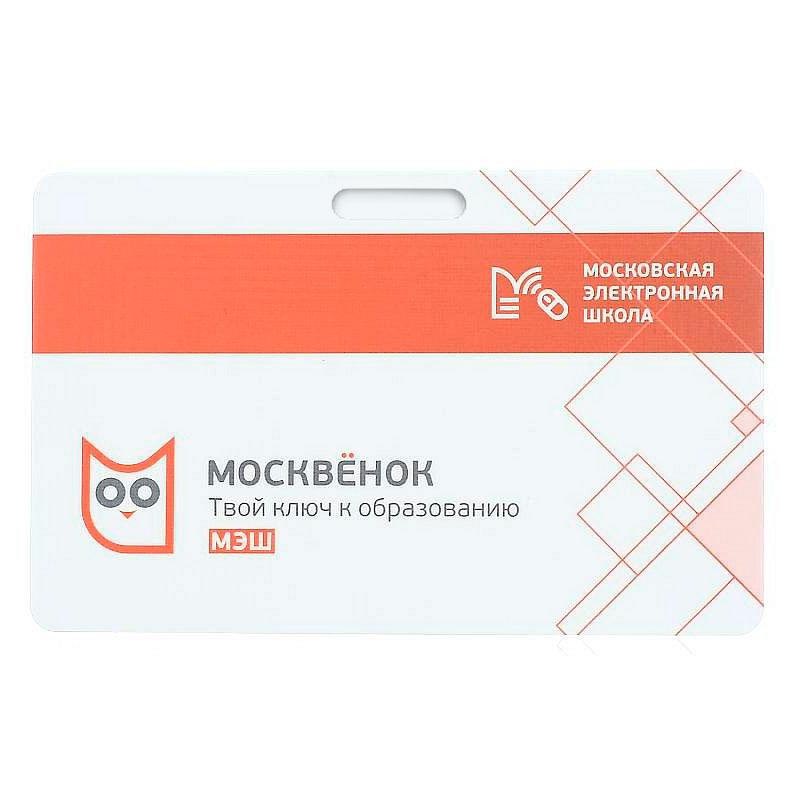 МОСКОВСКАЯ
ЭЛЕКТРОННАЯ
ШКОЛА
МОСКВЁНОК
Твой ключ к образованию
МЭШ